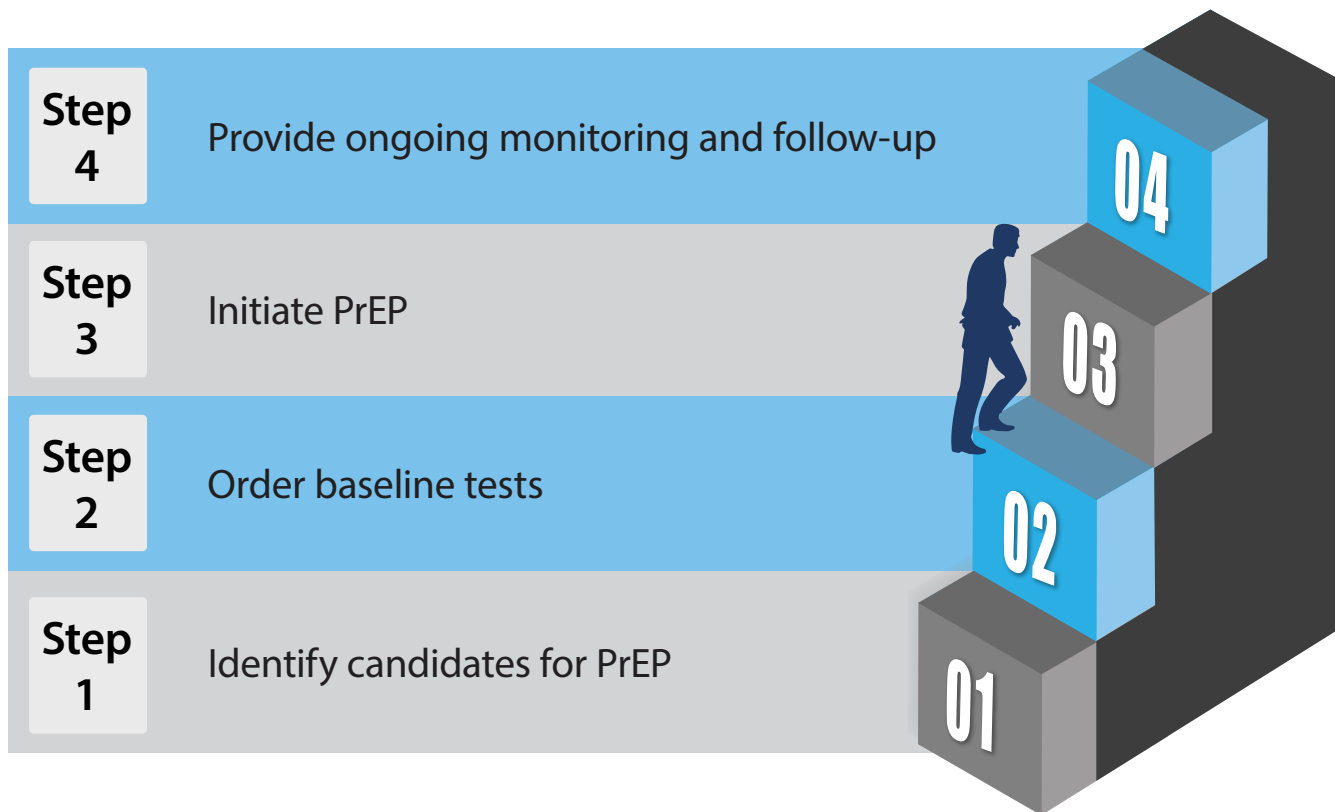 Step
4
Provide ongoing monitoring and follow-up
04
Step
3
Initiate PrEP
03
Step
2
Order baseline tests
02
Step
1
Identify candidates for PrEP
01